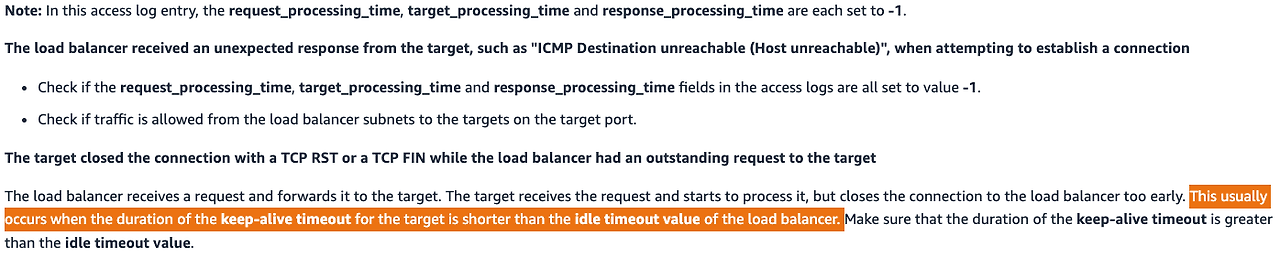 Note: In this access log entry, the request_processing_time, target_processing_time and response_processing_time are each set to -1.
The load balancer received an unexpected response from the target, such as "ICMP Destination unreachable (Host unreachable)", when attempting to establish a connection
• Check if the request_processing_time, target_processing_time and response_processing_time fields in the access logs are all set to value -1.
• Check if traffic is allowed from the load balancer subnets to the targets on the target port.
The target closed the connection with a TCP RST or a TCP FIN while the load balancer had an outstanding request to the target
The load balancer receives a request and forwards it to the target. The target receives the request and starts to process it, but closes the connection to the load balancer too early. This usually
occurs when the duration of the keep-alive timeout for the target is shorter than the idle timeout value of the load balancer. Make sure that the duration of the keep-alive timeout is greater
than the idle timeout value.